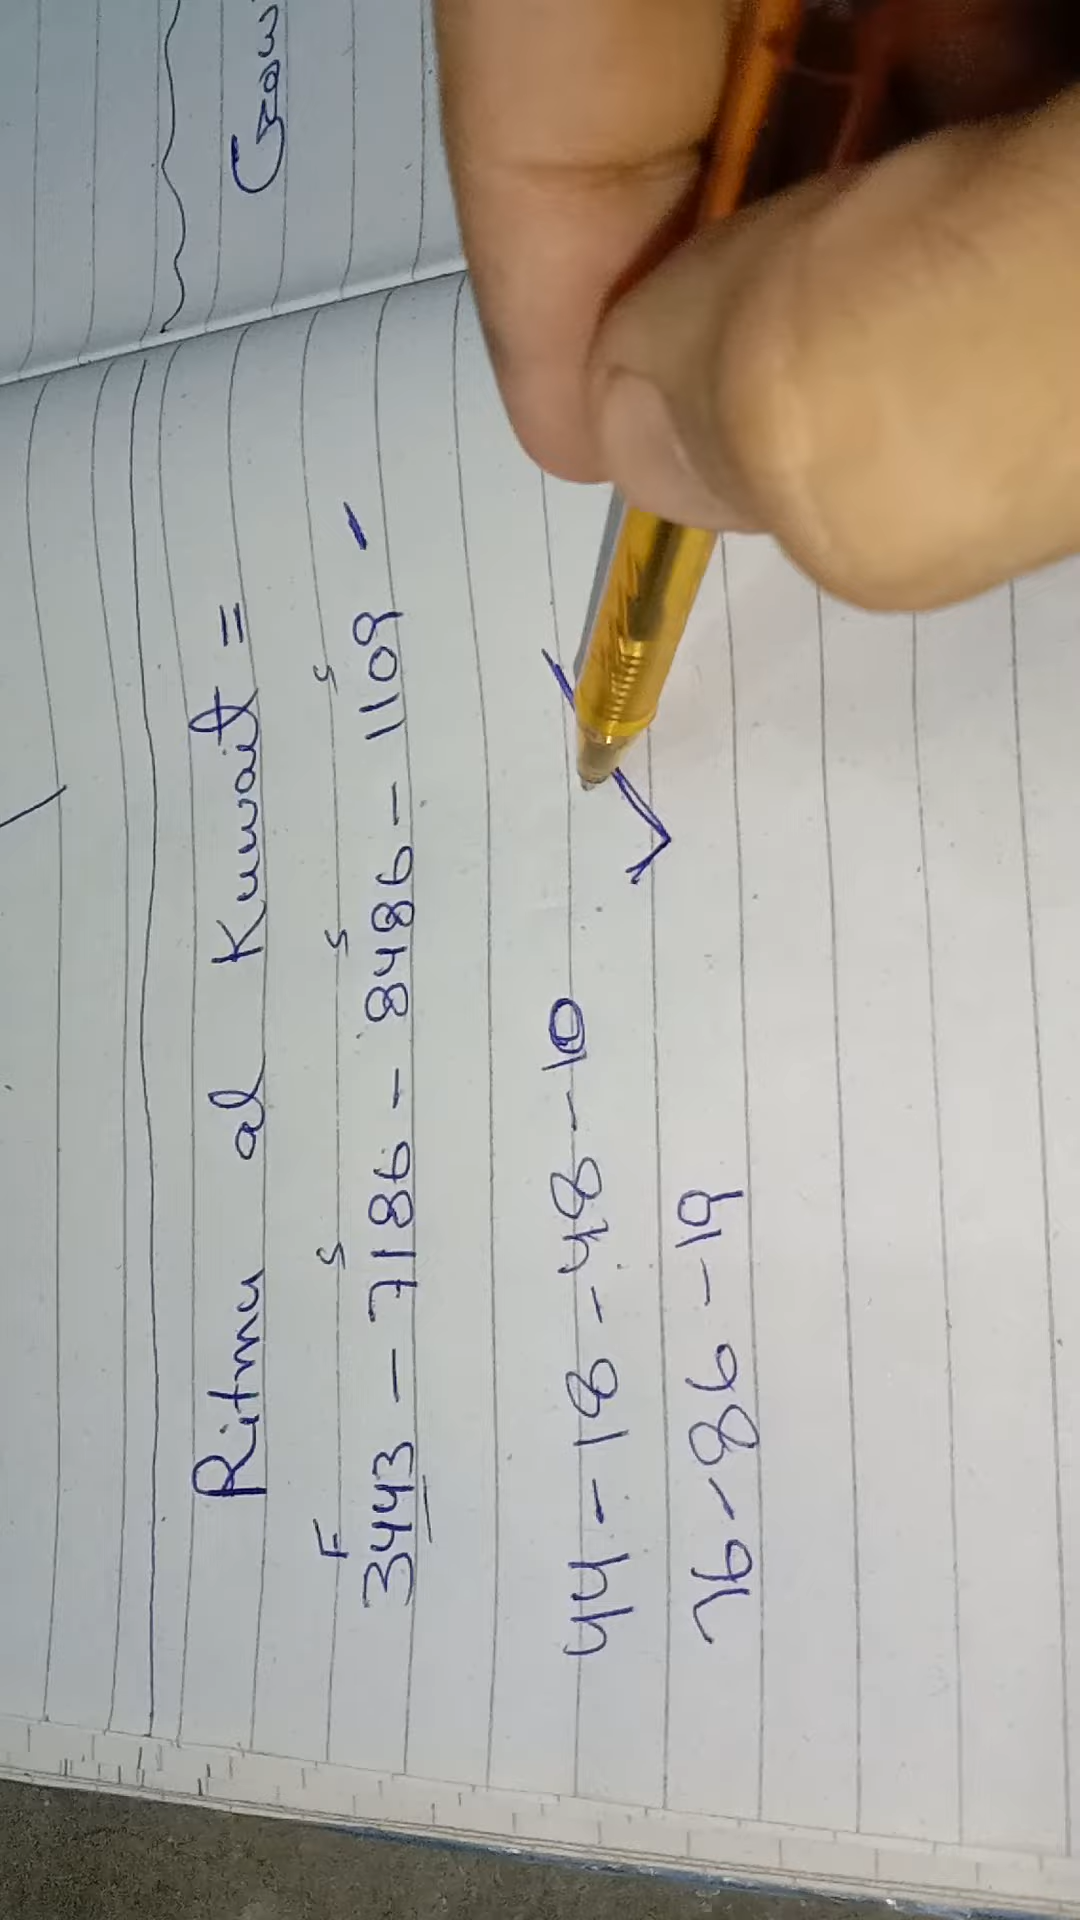 Ritmu al Kuwait =
F S S S
3443 - 7186 - 8486 - 1109 -
44 - 18 - 48 - 10
76 - 86 - 19